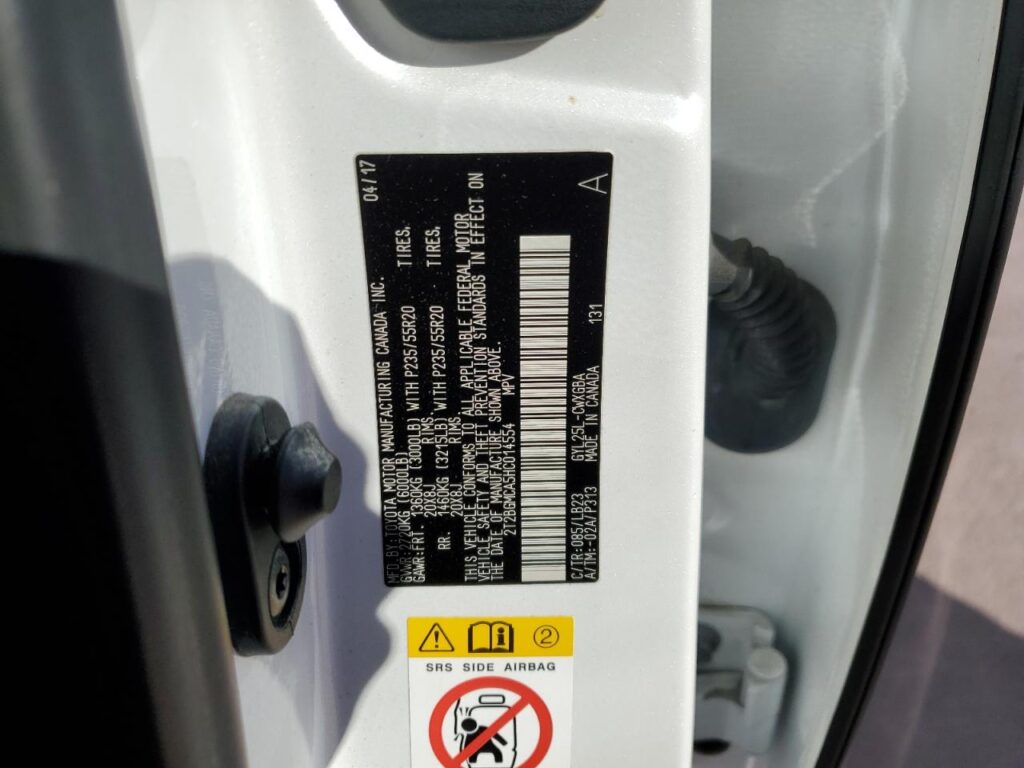 MFD.BY:TOYOTA MOTOR MANUFACTURING CANADA INC. 04/17
GVWR:2720KG (6000LB)
GAWR:FRT. 1360KG (3000LB) WITH P235/55R20 TIRES,
20X8J RIMS,
RR. 1460KG (3215LB) WITH P235/55R20 TIRES,
20X8J RIMS,
THIS VEHICLE CONFORMS TO ALL APPLICABLE FEDERAL MOTOR
VEHICLE SAFETY AND THEFT PREVENTION STANDARDS IN EFFECT ON
THE DATE OF MANUFACTURE SHOWN ABOVE.
2T2BGMCA5HC014554 MPV
C/TR:085/LB23 GYL25L-CWXGBA
A/TM:-02A/P313 MADE IN CANADA 131
A
2
SRS SIDE AIRBAG